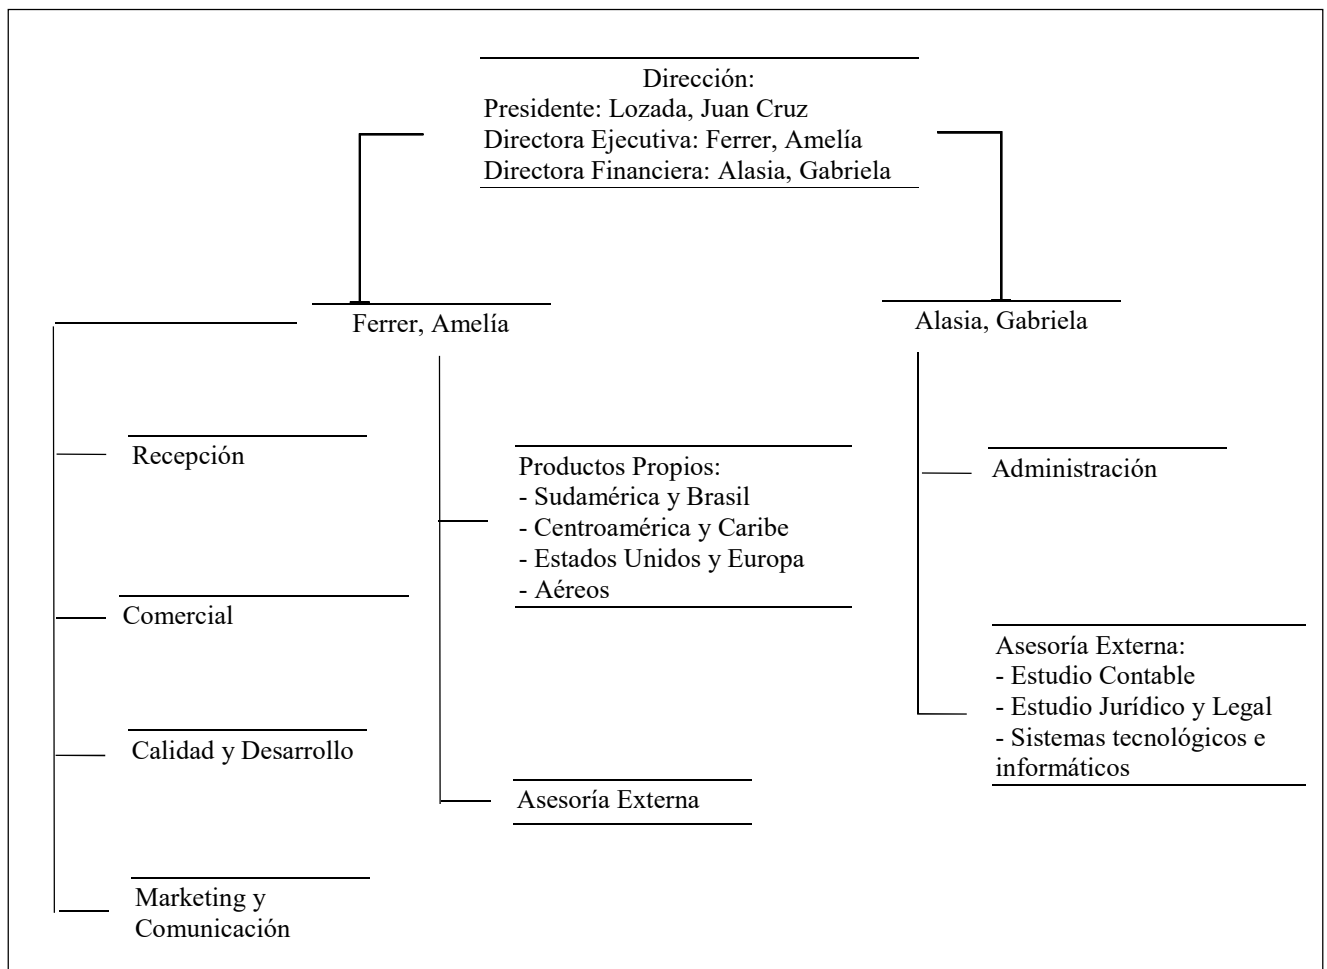 Dirección:
Presidente: Lozada, Juan Cruz
Directora Ejecutiva: Ferrer, Amelía
Directora Financiera: Alasia, Gabriela
Ferrer, Amelía
Alasia, Gabriela
Recepción
Comercial
Calidad y Desarrollo
Marketing y
Comunicación
Productos Propios:
- Sudamérica y Brasil
- Centroamérica y Caribe
- Estados Unidos y Europa
- Aéreos
Asesoría Externa
Administración
Asesoría Externa:
- Estudio Contable
- Estudio Jurídico y Legal
- Sistemas tecnológicos e
informáticos